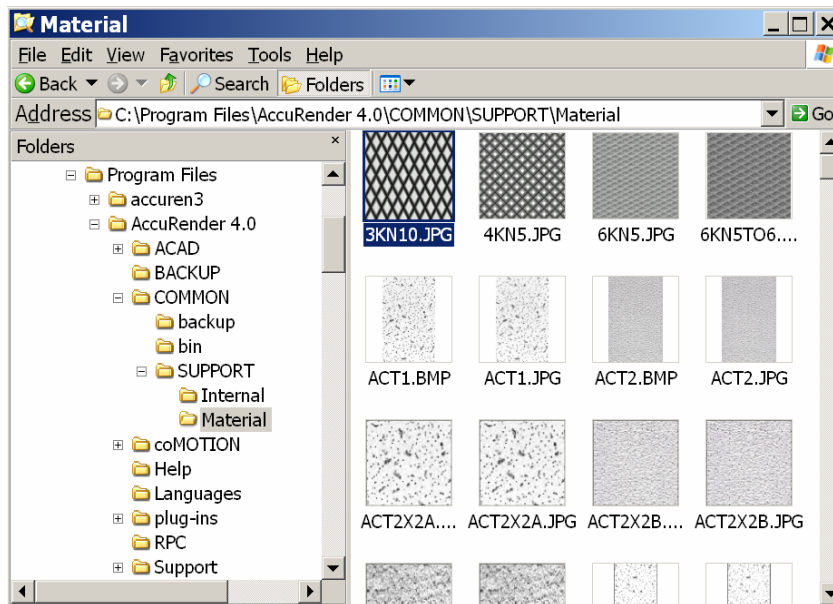 Material
File Edit View Favorites Tools Help
Back Search Folders
Address C:\Program Files\AccuRender 4.0\COMMON\SUPPORT\Material Go
Folders ×
Program Files
accuren3
AccuRender 4.0
ACAD
BACKUP
COMMON
backup
bin
SUPPORT
Internal
Material
coMOTION
Help
Languages
plug-ins
RPC
Support
3KN10.JPG 4KN5.JPG 6KN5.JPG 6KN5TO6....
ACT1.BMP ACT1.JPG ACT2.BMP ACT2.JPG
ACT2X2A.... ACT2X2A.JPG ACT2X2B.... ACT2X2B.JPG